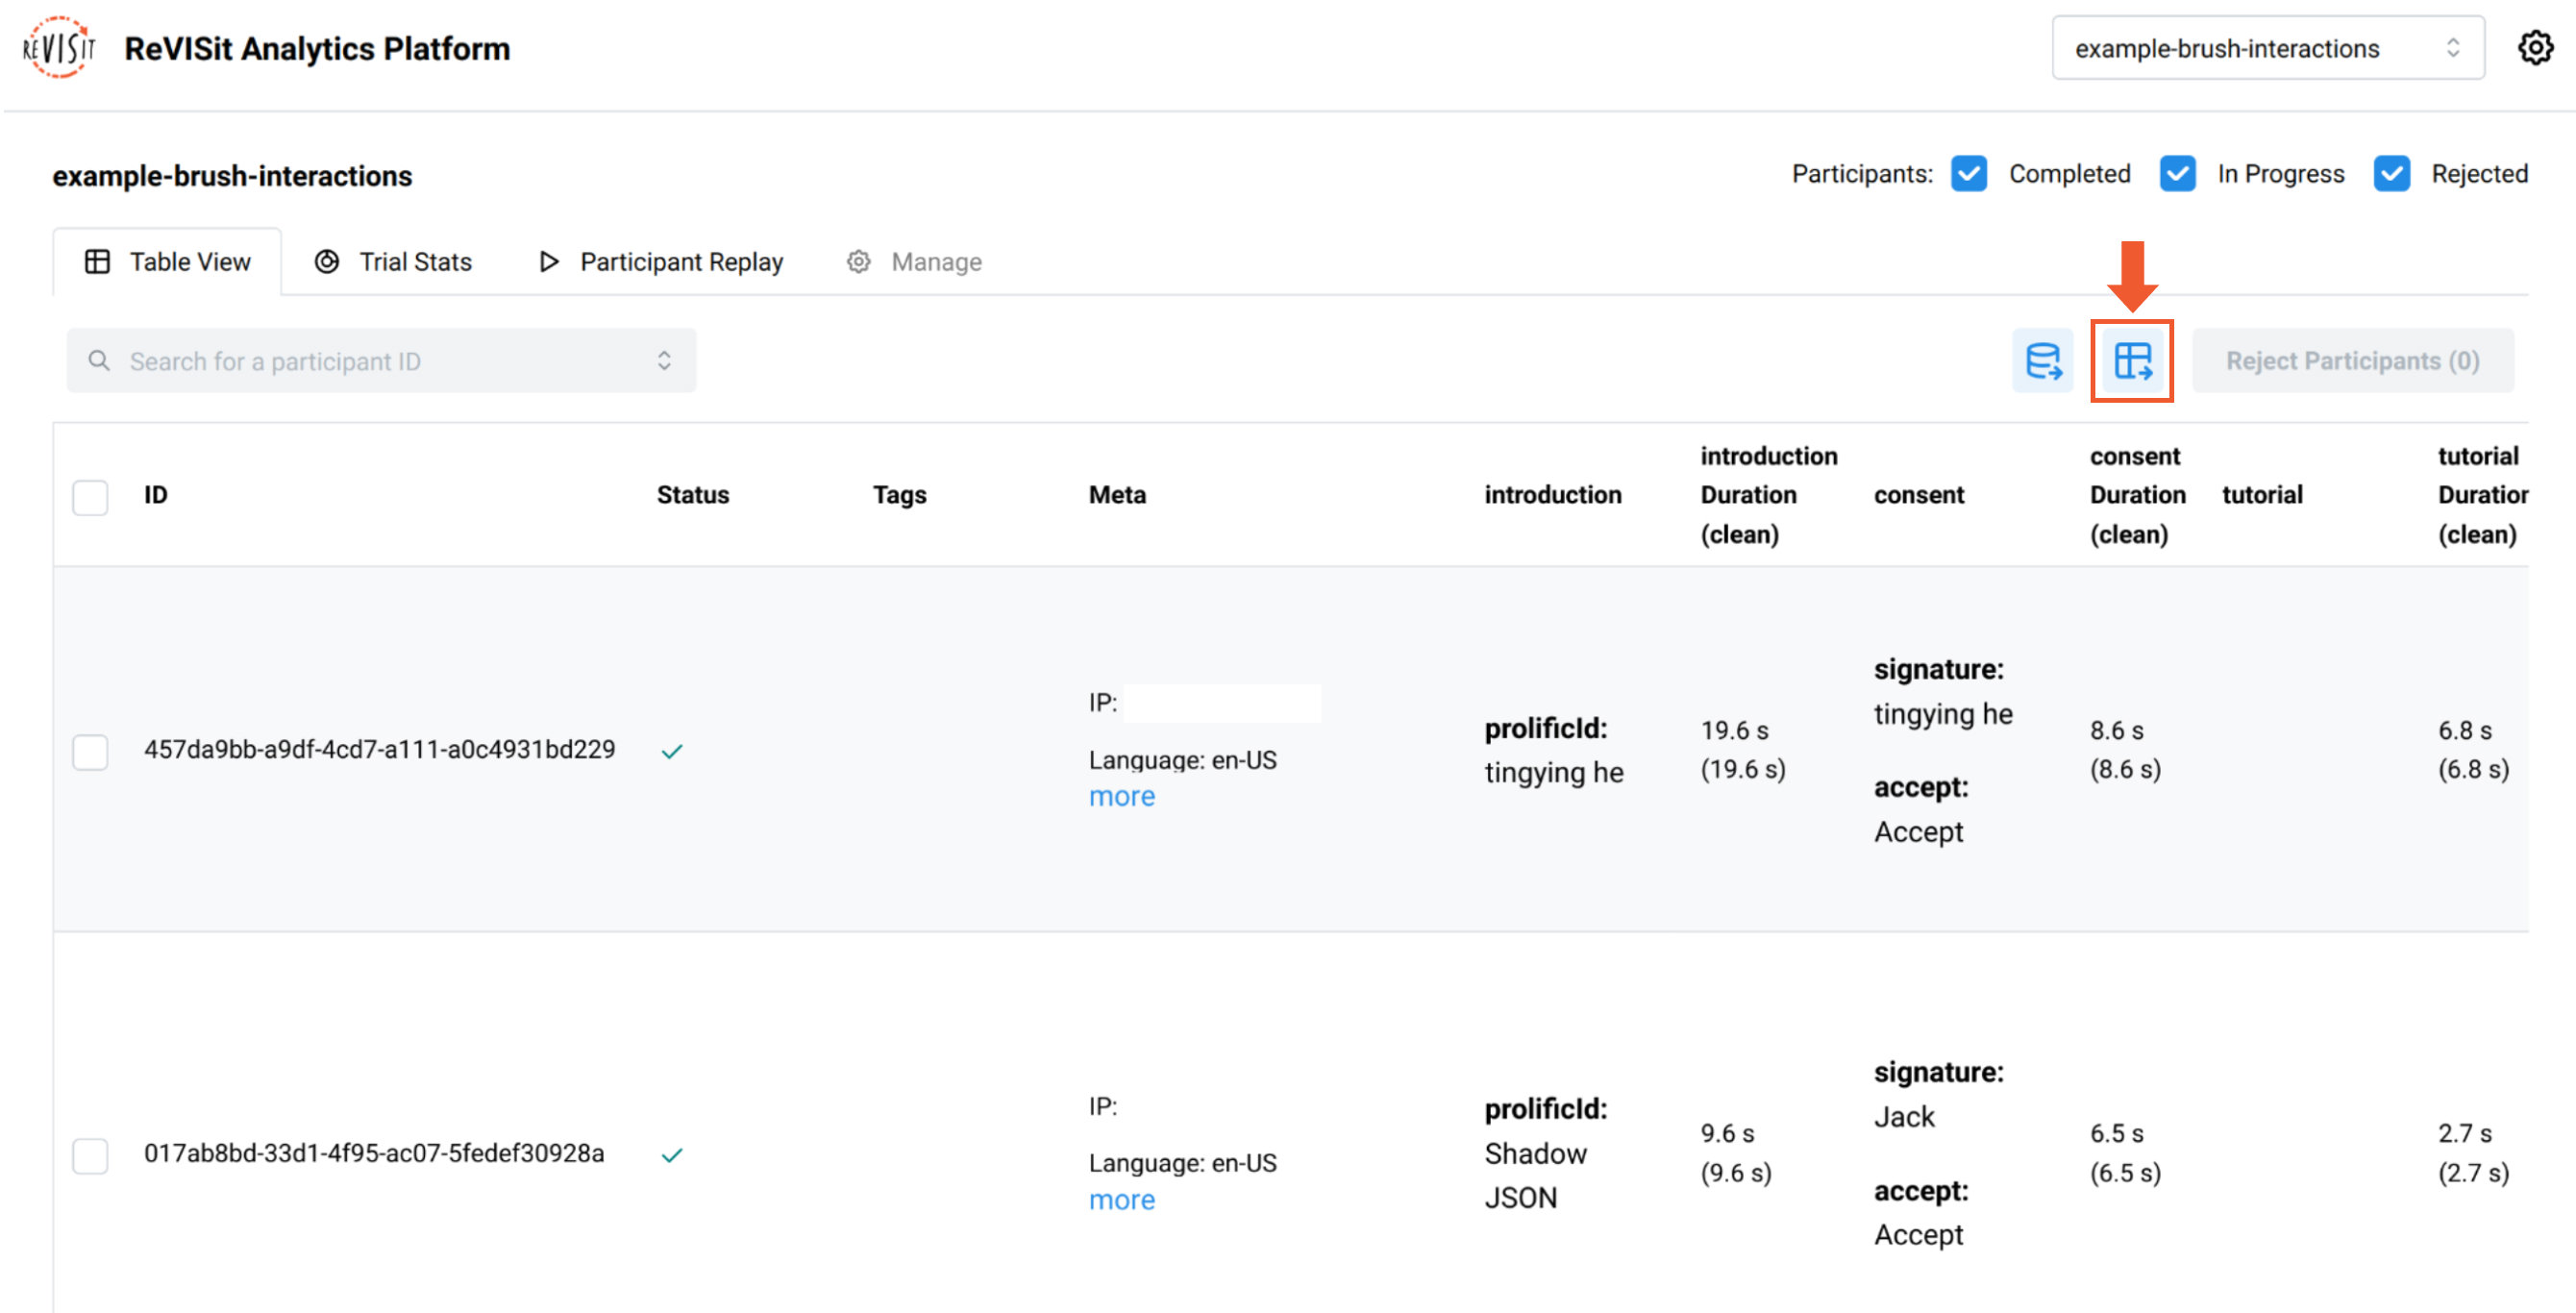 REVISIT ReVISit Analytics Platform example-brush-interactions
example-brush-interactions Participants: Completed In Progress Rejected
Table View Trial Stats Participant Replay Manage
Search for a participant ID Reject Participants (0)
ID Status Tags Meta introduction introduction Duration (clean) consent consent Duration (clean) tutorial tutorial Duration (clean)
457da9bb-a9df-4cd7-a111-a0c4931bd229
IP:
Language: en-US
more
prolificId:
tingying he
19.6 s
(19.6 s)
signature:
tingying he
accept:
Accept
8.6 s
(8.6 s)
6.8 s
(6.8 s)
017ab8bd-33d1-4f95-ac07-5fedef30928a
IP:
Language: en-US
more
prolificId:
Shadow
JSON
9.6 s
(9.6 s)
signature:
Jack
accept:
Accept
6.5 s
(6.5 s)
2.7 s
(2.7 s)